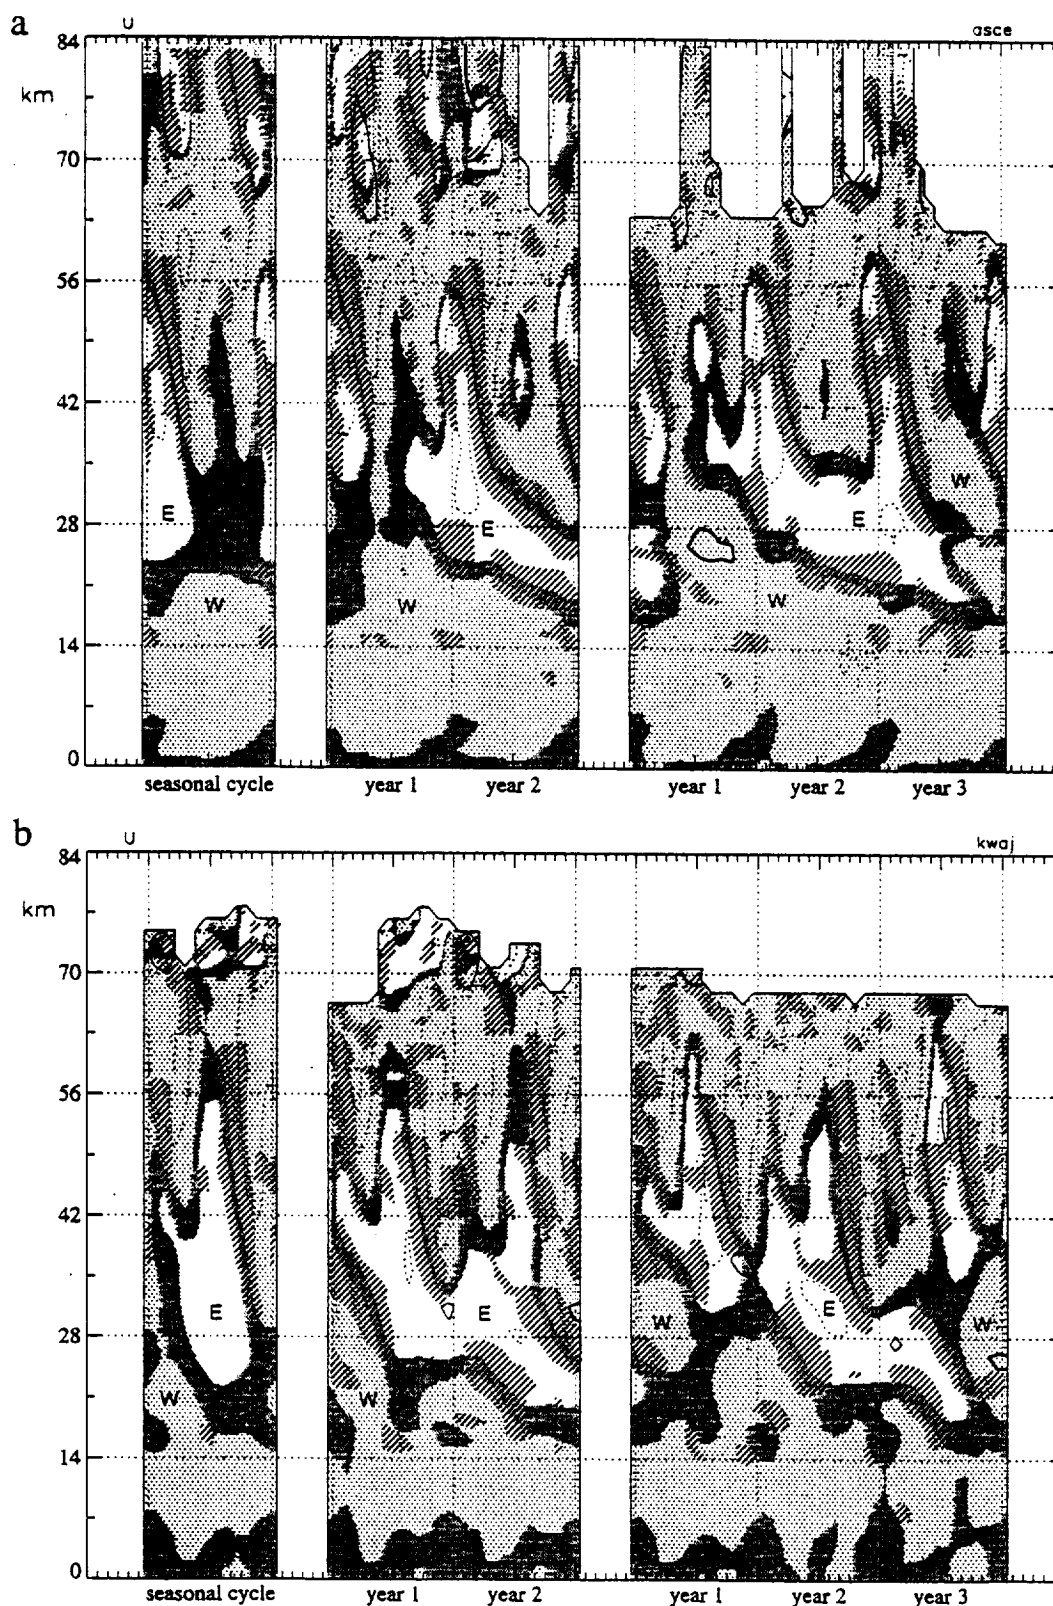 a
U asce
84
km
70
56
42
E W
28 E E
W W W
14
0
seasonal cycle year 1 year 2 year 1 year 2 year 3
b
U kwaj
84
km
70
56
42
E E W E W
28
W W
14
0
seasonal cycle year 1 year 2 year 1 year 2 year 3